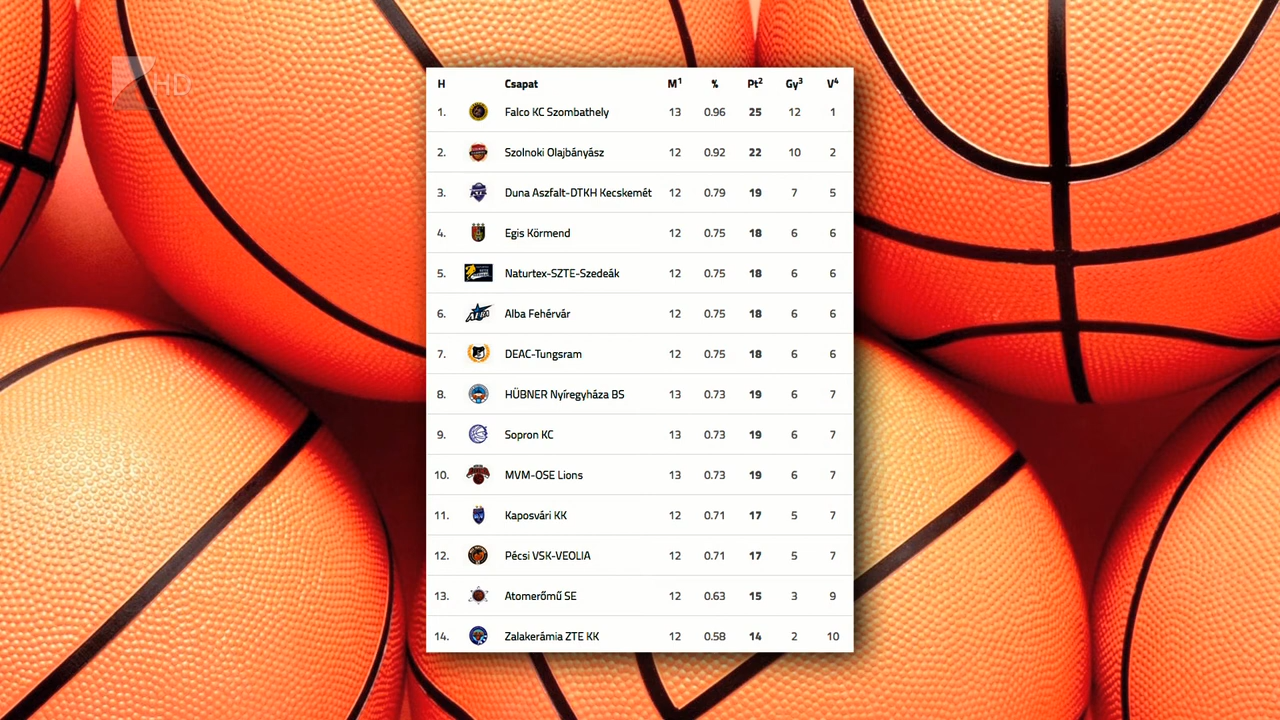 HD
H Csapat M¹ % Pt² Gy³ V⁴
1. Falco KC Szombathely 13 0.96 25 12 1
2. Szolnoki Olajbányász 12 0.92 22 10 2
3. Duna Aszfalt-DTKH Kecskemét 12 0.79 19 7 5
4. Egis Körmend 12 0.75 18 6 6
5. Naturtex-SZTE-Szedeák 12 0.75 18 6 6
6. Alba Fehérvár 12 0.75 18 6 6
7. DEAC-Tungsram 12 0.75 18 6 6
8. HÜBNER Nyíregyháza BS 13 0.73 19 6 7
9. Sopron KC 13 0.73 19 6 7
10. MVM-OSE Lions 13 0.73 19 6 7
11. Kaposvári KK 12 0.71 17 5 7
12. Pécsi VSK-VEOLIA 12 0.71 17 5 7
13. Atomerőmű SE 12 0.63 15 3 9
14. Zalakerámia ZTE KK 12 0.58 14 2 10